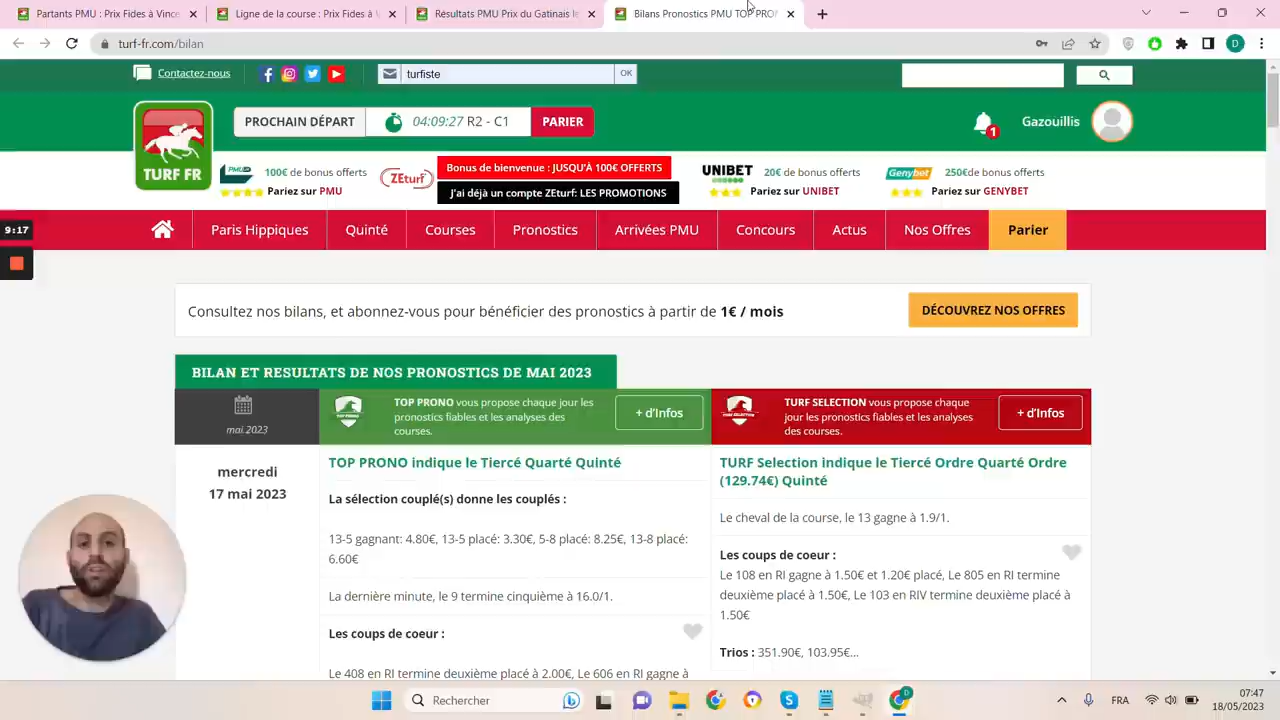 Partants PMU : Prix des Fives
Ligne de la course : Prix Fides à
Résultats PMU Prix du Gatinais le
Bilans Pronostics PMU TOP PRO
turf-fr.com/bilan
D
Contactez-nous
turfiste
OK
TURF FR
PROCHAIN DÉPART
04:09:27 R2 - C1
PARIER
1
Gazouillis
PMU
100€ de bonus offerts
Pariez sur PMU
ZEturf
Bonus de bienvenue : JUSQU'À 100€ OFFERTS
J'ai déjà un compte ZEturf: LES PROMOTIONS
UNIBET
20€ de bonus offerts
Pariez sur UNIBET
Genybet
250€de bonus offerts
Pariez sur GENYBET
9:17
Paris Hippiques
Quinté
Courses
Pronostics
Arrivées PMU
Concours
Actus
Nos Offres
Parier
Consultez nos bilans, et abonnez-vous pour bénéficier des pronostics à partir de 1€ / mois
DÉCOUVREZ NOS OFFRES
BILAN ET RESULTATS DE NOS PRONOSTICS DE MAI 2023
mai 2023
TOP PRONO
TOP PRONO vous propose chaque jour les
pronostics fiables et les analyses des
courses.
+ d'Infos
TURF SELECTION vous propose chaque
jour les pronostics fiables et les analyses
des courses.
+ d'Infos
mercredi
17 mai 2023
TOP PRONO indique le Tiercé Quarté Quinté
La sélection couplé(s) donne les couplés :
13-5 gagnant: 4.80€, 13-5 placé: 3.30€, 5-8 placé: 8.25€, 13-8 placé:
6.60€
La dernière minute, le 9 termine cinquième à 16.0/1.
Les coups de coeur :
Le 408 en RI termine deuxième placé à 2.00€, Le 606 en RI gagne à
TURF Selection indique le Tiercé Ordre Quarté Ordre
(129.74€) Quinté
Le cheval de la course, le 13 gagne à 1.9/1.
Les coups de coeur :
Le 108 en RI gagne à 1.50€ et 1.20€ placé, Le 805 en RI termine
deuxième placé à 1.50€, Le 103 en RIV termine deuxième placé à
1.50€
Trios : 351.90€, 103.95€...
Rechercher
D
FRA
07:47
18/05/2023